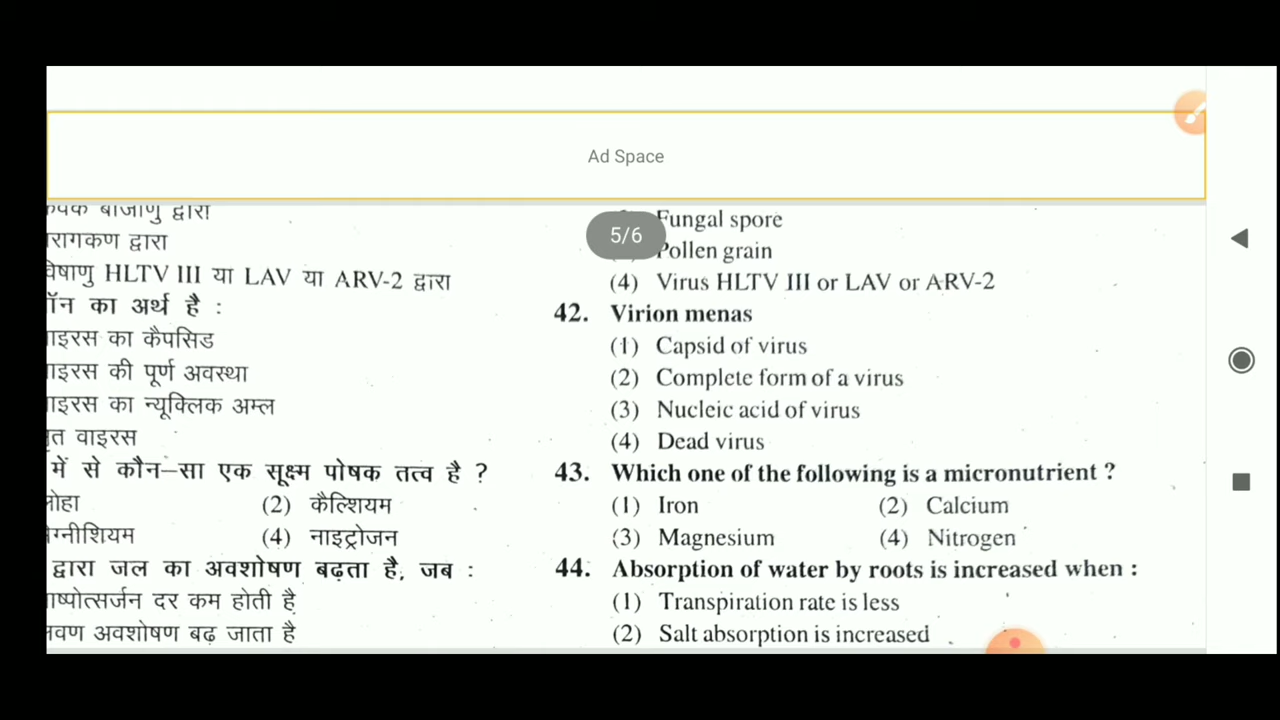 Ad Space
द्वारा
द्वारा
HLTV III या LAV या ARV-2 द्वारा
का अर्थ है :
का कैपसिड
की पूर्ण अवस्था
का न्यूक्लिक अम्ल
वाइरस
में से कौन-सा एक सूक्ष्म पोषक तत्व है ?
(2) कैल्शियम
(4) नाइट्रोजन
द्वारा जल का अवशोषण बढ़ता है, जब :
दर कम होती है
अवशोषण बढ़ जाता है
5/6
Fungal spore
Pollen grain
(4) Virus HLTV III or LAV or ARV-2
42. Virion menas
(1) Capsid of virus
(2) Complete form of a virus
(3) Nucleic acid of virus
(4) Dead virus
43. Which one of the following is a micronutrient ?
(1) Iron (2) Calcium
(3) Magnesium (4) Nitrogen
44. Absorption of water by roots is increased when :
(1) Transpiration rate is less
(2) Salt absorption is increased